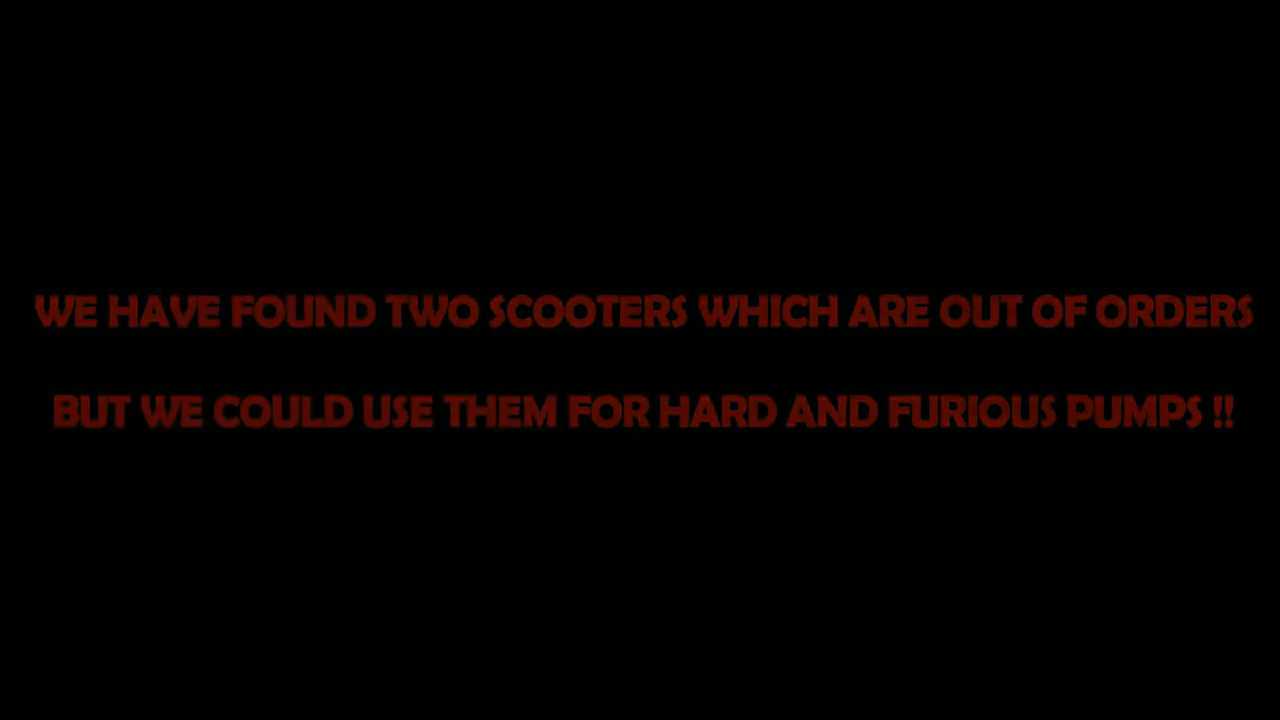 WE HAVE FOUND TWO SCOOTERS WHICH ARE OUT OF ORDERS
BUT WE COULD USE THEM FOR HARD AND FURIOUS PUMPS !!